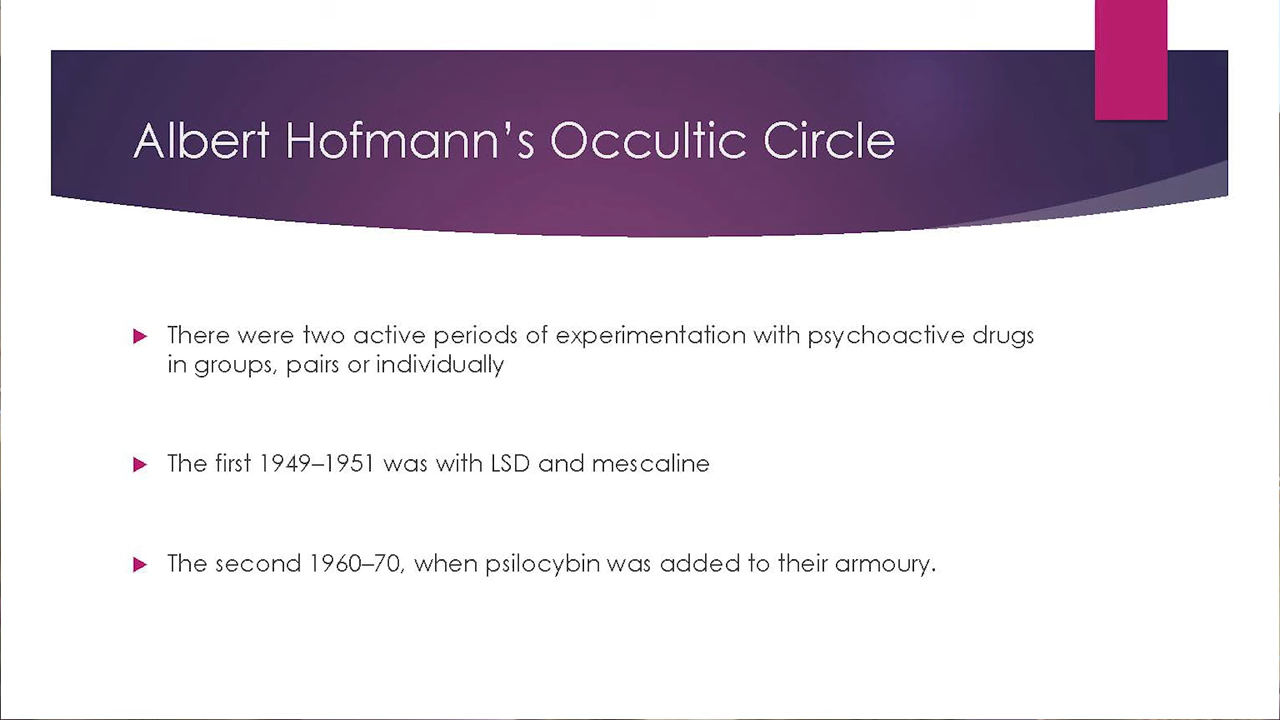 Albert Hofmann’s Occultic Circle
There were two active periods of experimentation with psychoactive drugs
in groups, pairs or individually
The first 1949–1951 was with LSD and mescaline
The second 1960–70, when psilocybin was added to their armoury.